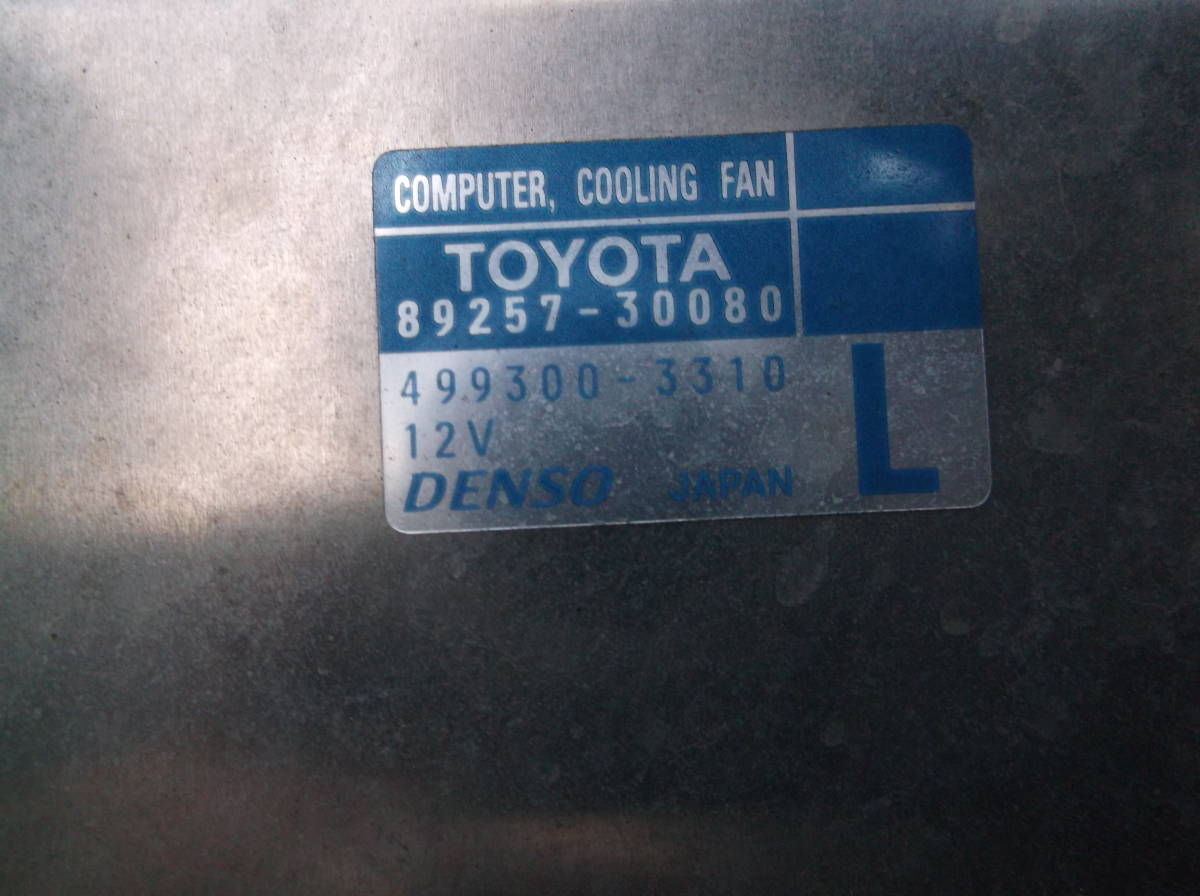 COMPUTER, COOLING FAN
TOYOTA
89257-30080
499300-3310
12V
L
DENSO JAPAN